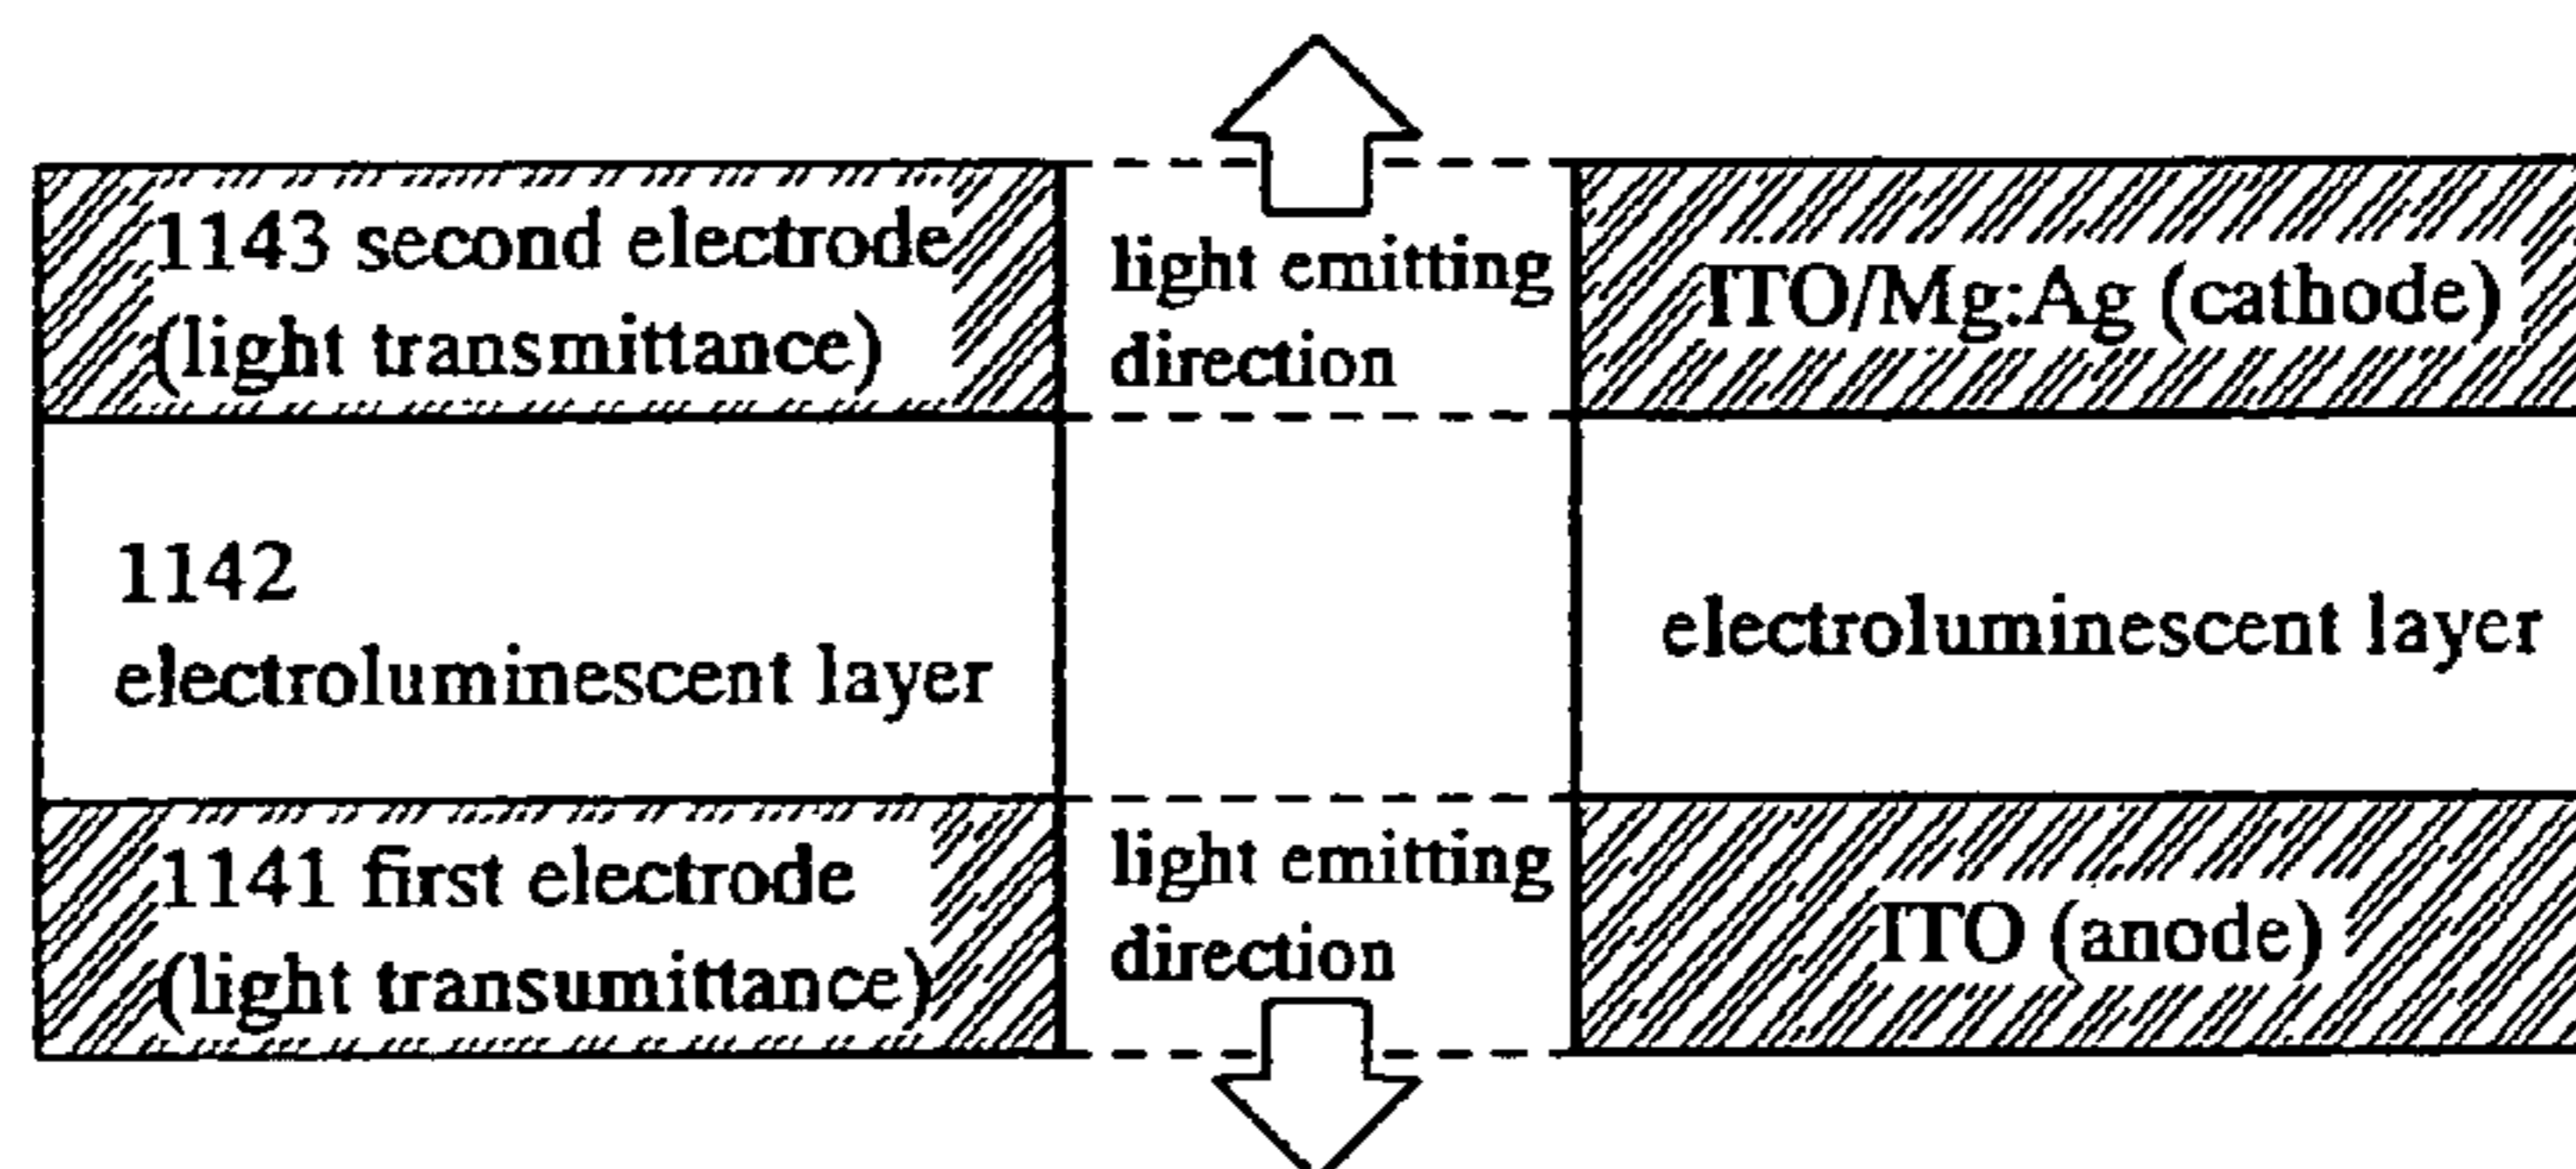 1143 second electrode
(light transmittance)
light emitting
direction
ITO/Mg:Ag (cathode)
1142
electroluminescent layer
electroluminescent layer
1141 first electrode
(light transumittance)
light emitting
direction
ITO (anode)